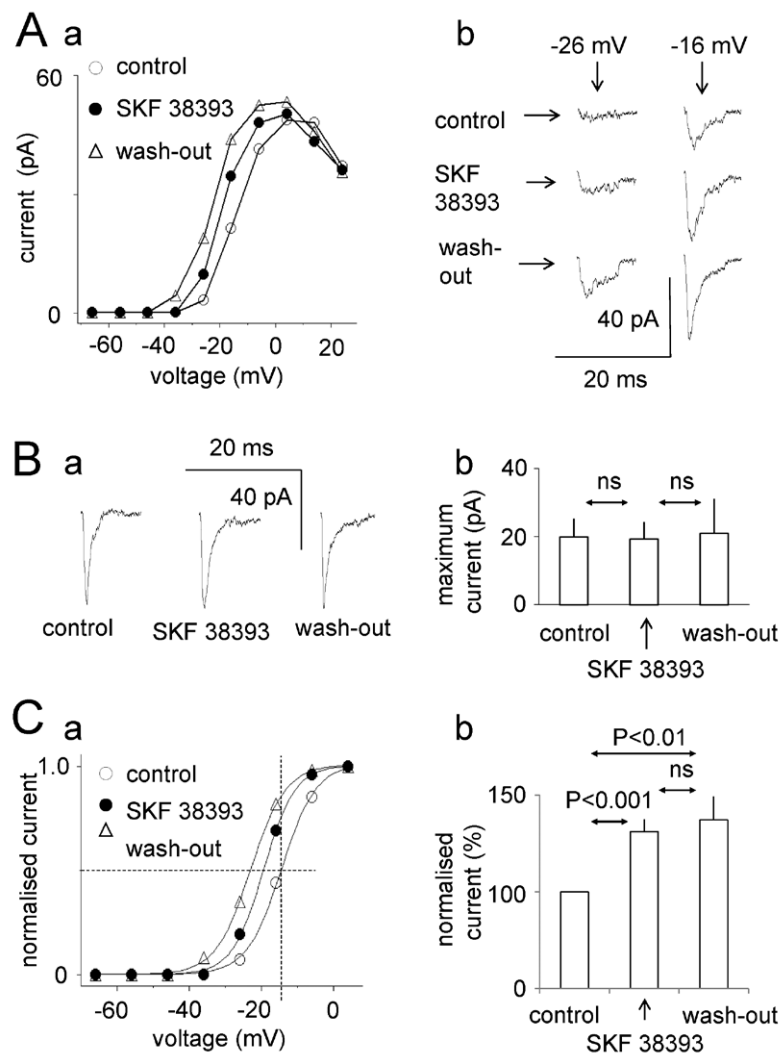 A a
60
0
current (pA)
control
SKF 38393
wash-out
-60 -40 -20 0 20
voltage (mV)
b
-26 mV -16 mV
control
SKF
38393
wash-
out
40 pA
20 ms
B a
20 ms
40 pA
control SKF 38393 wash-out
b
40
20
0
maximum
current (pA)
ns ns
control wash-out
SKF 38393
C a
1.0
0
normalised current
control
SKF 38393
wash-out
-60 -40 -20 0
voltage (mV)
b
P<0.01
ns
P<0.001
150
100
50
normalised
current (%)
control wash-out
SKF 38393